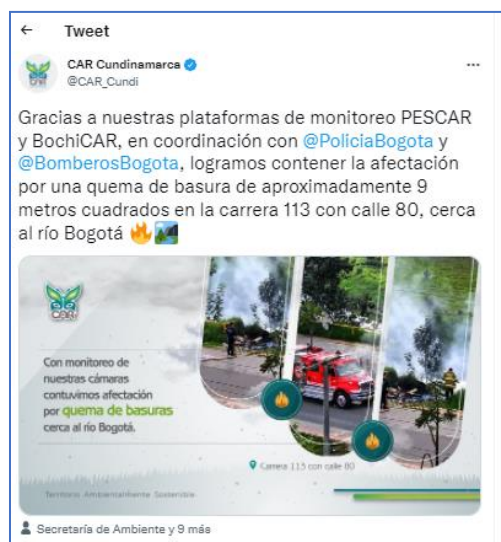 ← Tweet
CAR Cundinamarca
@CAR_Cundi
Gracias a nuestras plataformas de monitoreo PESCAR
y BochiCAR, en coordinación con @PoliciaBogota y
@BomberosBogota, logramos contener la afectación
por una quema de basura de aproximadamente 9
metros cuadrados en la carrera 113 con calle 80, cerca
al río Bogotá 🔥🏞️
CAR
Con monitoreo de
nuestras cámaras
contuvimos afectación
por quema de basuras
cerca al río Bogotá.
Carrera 113 con calle 80
Territorio Ambientalmente Sostenible
Secretaría de Ambiente y 9 más